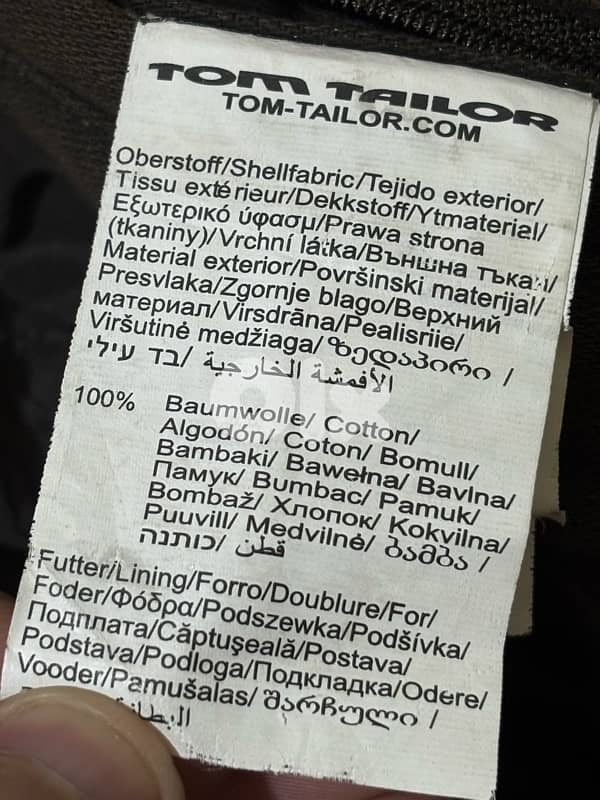 TOM TAILOR
TOM-TAILOR.COM
Oberstoff/Shellfabric/Tejido exterior/
Tissu extérieur/Dekkstoff/Ytmaterial/
Εξωτερικό ύφασμ/Prawa strona
(tkaniny)/Vrchní látka/Външна тъкан/
Material exterior/Površinski materijal/
Presvlaka/Zgornje blago/Верхний
материал/Virsdrāna/Pealisriie/
Viršutinė medžiaga/ ზედაპირი /
الأقمشة الخارجية /בד עילי
100% Baumwolle/ Cotton/
Algodón/ Coton/ Bomull/
Bambaki/ Bawełna/ Bavlna/
Памук/ Bumbac/ Pamuk/
Bombaž/ Хлопок/ Kokvilna/
Puuvill/ Medvilnė/ ბამბა /
قطن /כותנה
Futter/Lining/Forro/Doublure/For/
Foder/Φόδρα/Podszewka/Podšívka/
Подплата/Căptuşeală/Postava/
Podstava/Podloga/Подкладка/Odere/
Vooder/Pamušalas/ შარჩული /
البطانة